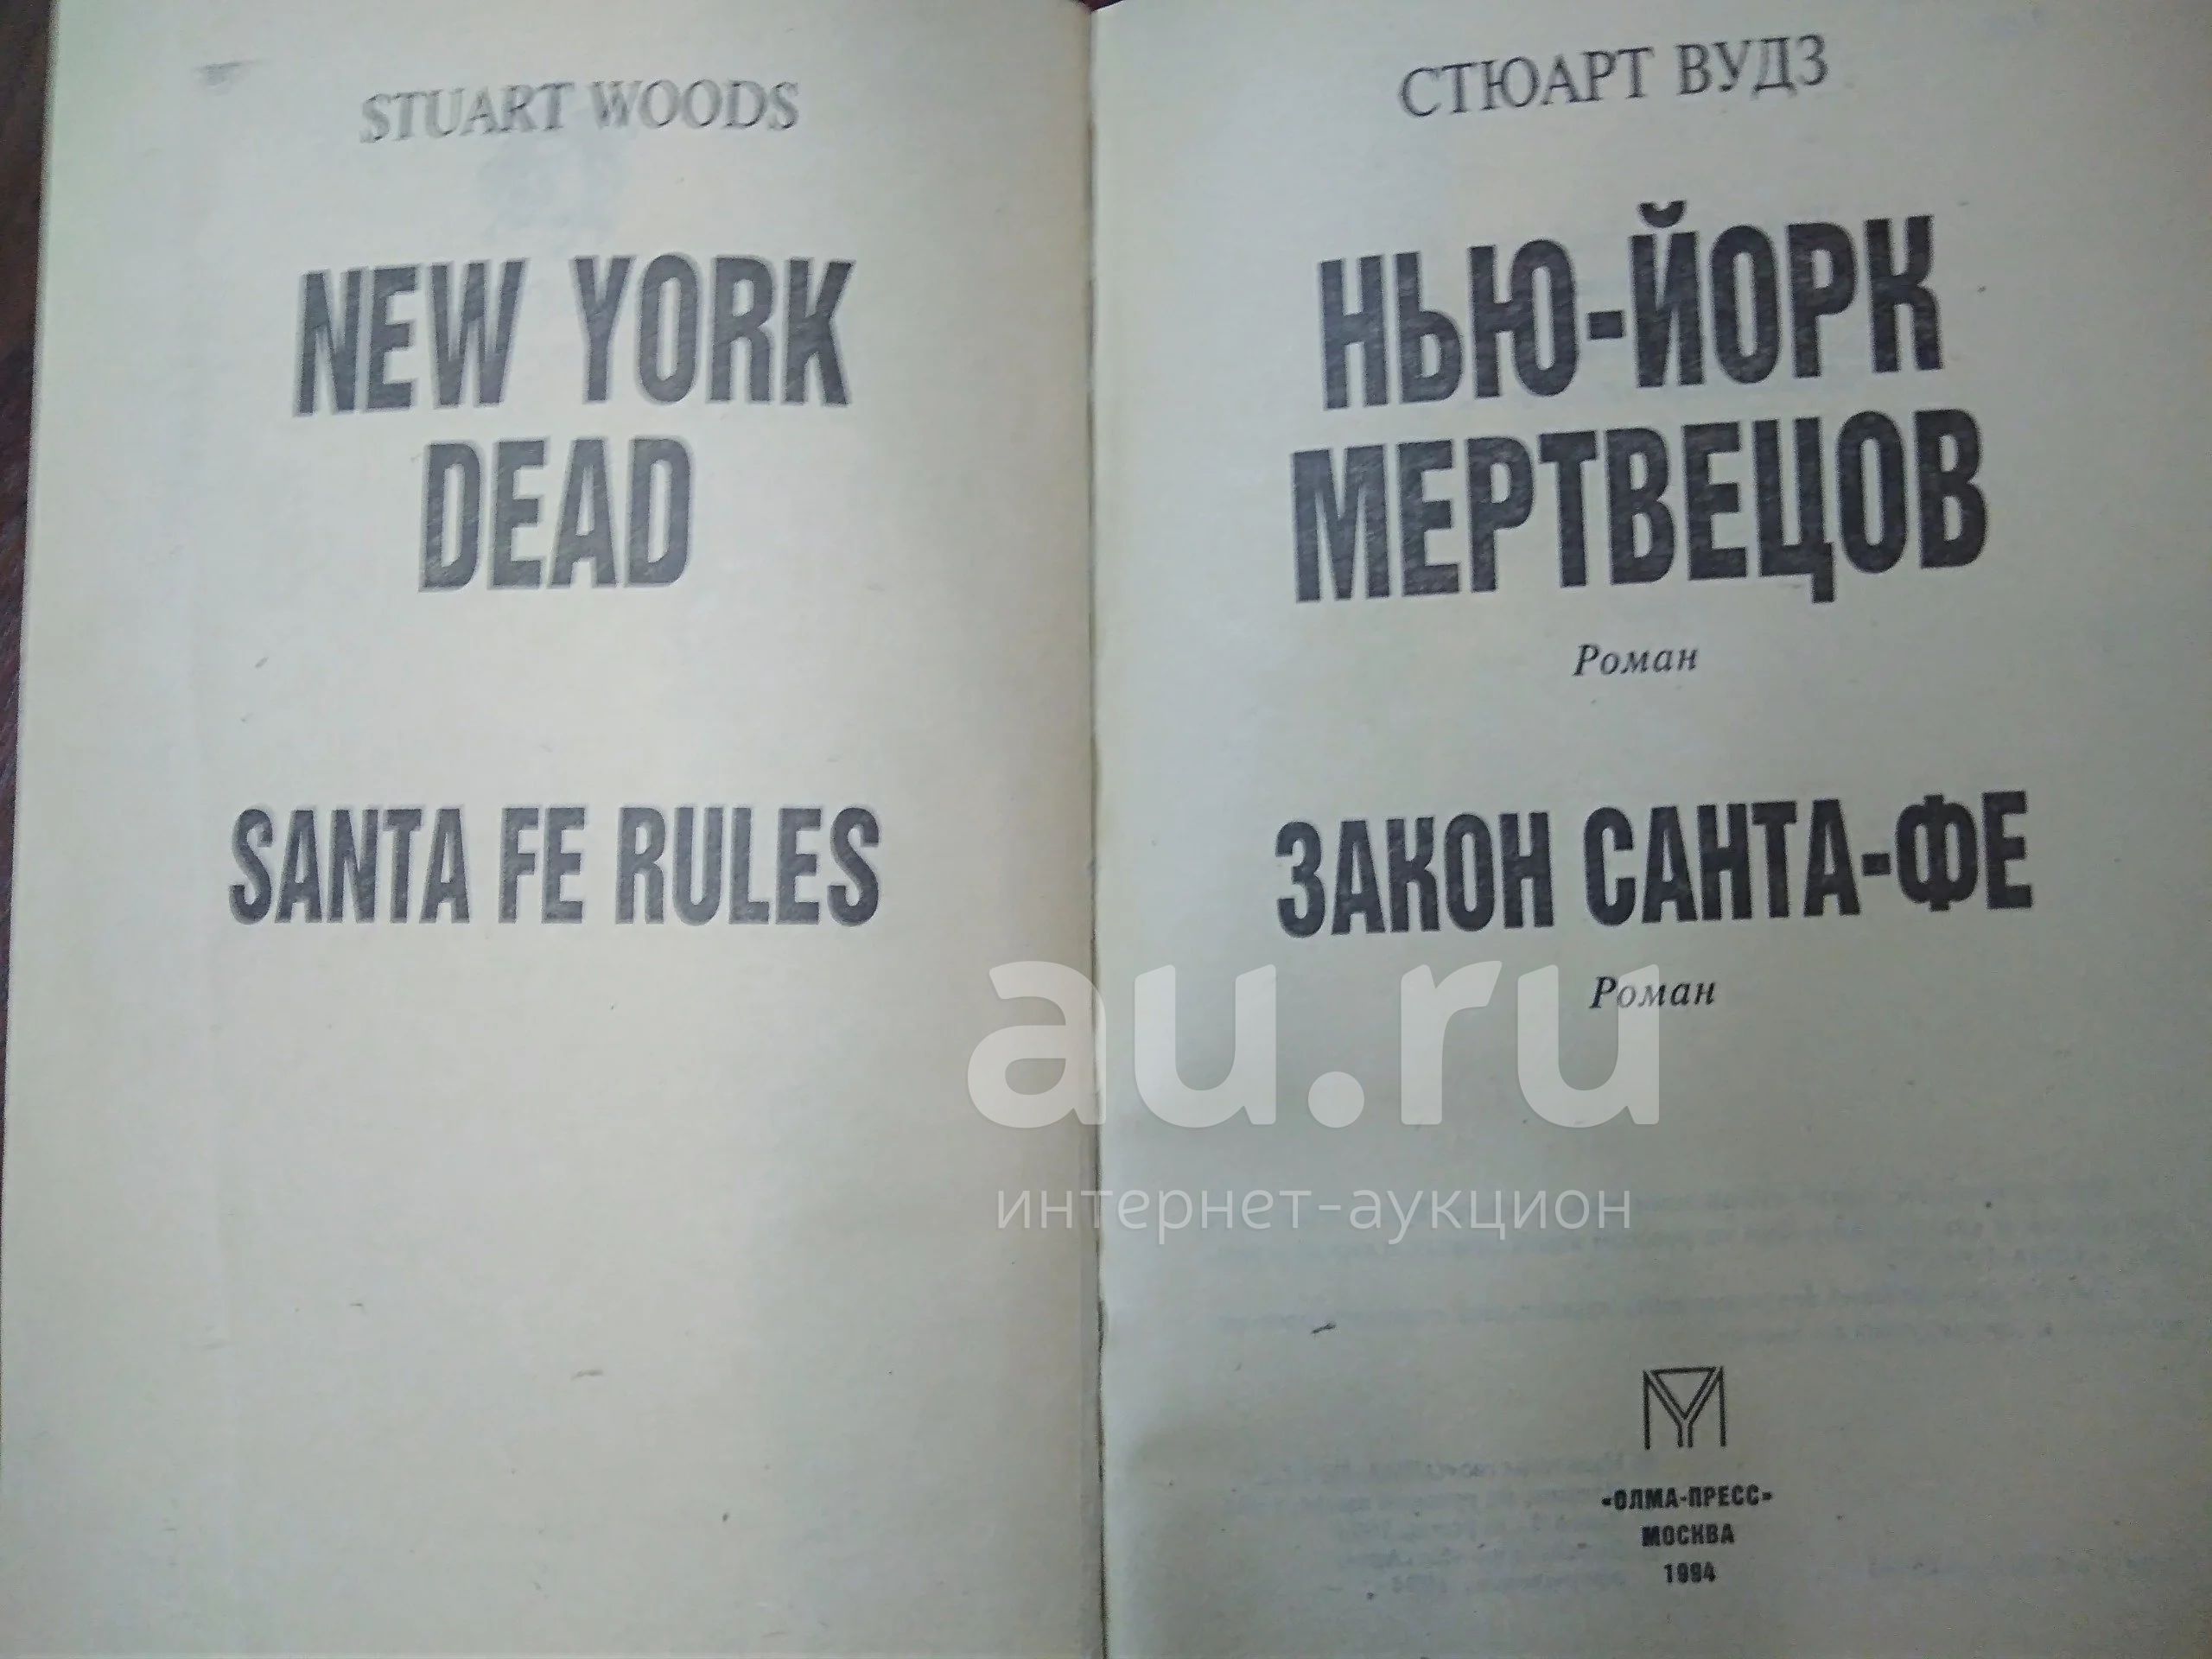 STUART WOODS
NEW YORK
DEAD
SANTA FE RULES
СТЮАРТ ВУДЗ
НЬЮ-ЙОРК
МЕРТВЕЦОВ
Роман
ЗАКОН САНТА-ФЕ
Роман
au.ru
интернет-аукцион
«ОЛМА-ПРЕСС»
МОСКВА
1994